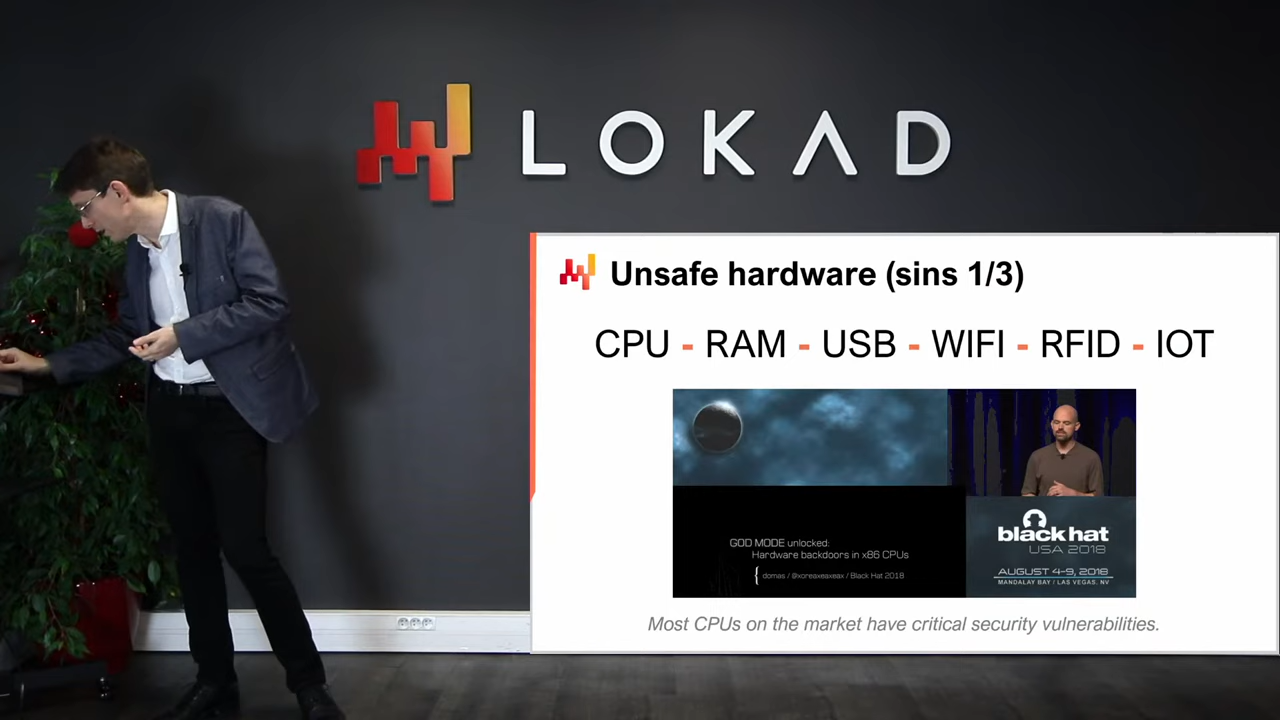 LOKAD
Unsafe hardware (sins 1/3)
CPU - RAM - USB - WIFI - RFID - IOT
GOD MODE unlocked:
Hardware backdoors in x86 CPUs
{ domas / @xoreaxeaxeax / Black Hat 2018
black hat
USA 2018
AUGUST 4-9, 2018
MANDALAY BAY / LAS VEGAS, NV
Most CPUs on the market have critical security vulnerabilities.